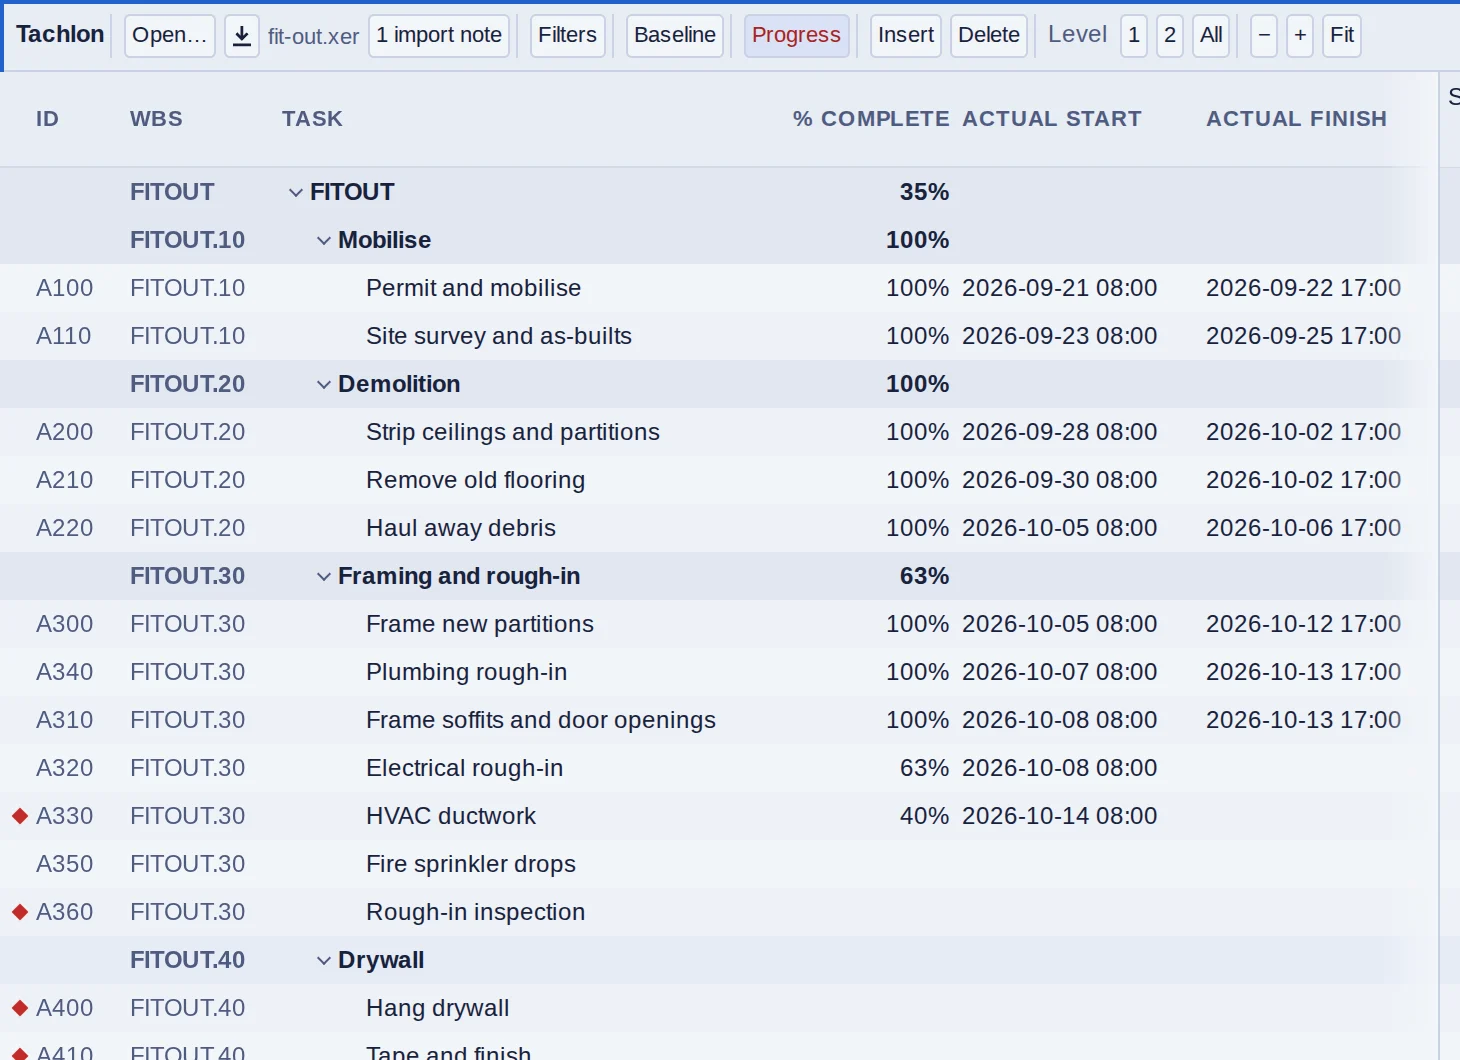 Tachlon Open… fit-out.xer 1 import note Filters Baseline Progress Insert Delete Level 1 2 All − + Fit
ID WBS TASK % COMPLETE ACTUAL START ACTUAL FINISH
FITOUT FITOUT 35%
FITOUT.10 Mobilise 100%
A100 FITOUT.10 Permit and mobilise 100% 2026-09-21 08:00 2026-09-22 17:00
A110 FITOUT.10 Site survey and as-builts 100% 2026-09-23 08:00 2026-09-25 17:00
FITOUT.20 Demolition 100%
A200 FITOUT.20 Strip ceilings and partitions 100% 2026-09-28 08:00 2026-10-02 17:00
A210 FITOUT.20 Remove old flooring 100% 2026-09-30 08:00 2026-10-02 17:00
A220 FITOUT.20 Haul away debris 100% 2026-10-05 08:00 2026-10-06 17:00
FITOUT.30 Framing and rough-in 63%
A300 FITOUT.30 Frame new partitions 100% 2026-10-05 08:00 2026-10-12 17:00
A340 FITOUT.30 Plumbing rough-in 100% 2026-10-07 08:00 2026-10-13 17:00
A310 FITOUT.30 Frame soffits and door openings 100% 2026-10-08 08:00 2026-10-13 17:00
A320 FITOUT.30 Electrical rough-in 63% 2026-10-08 08:00
A330 FITOUT.30 HVAC ductwork 40% 2026-10-14 08:00
A350 FITOUT.30 Fire sprinkler drops
A360 FITOUT.30 Rough-in inspection
FITOUT.40 Drywall
A400 FITOUT.40 Hang drywall
A410 FITOUT.40 Tape and finish